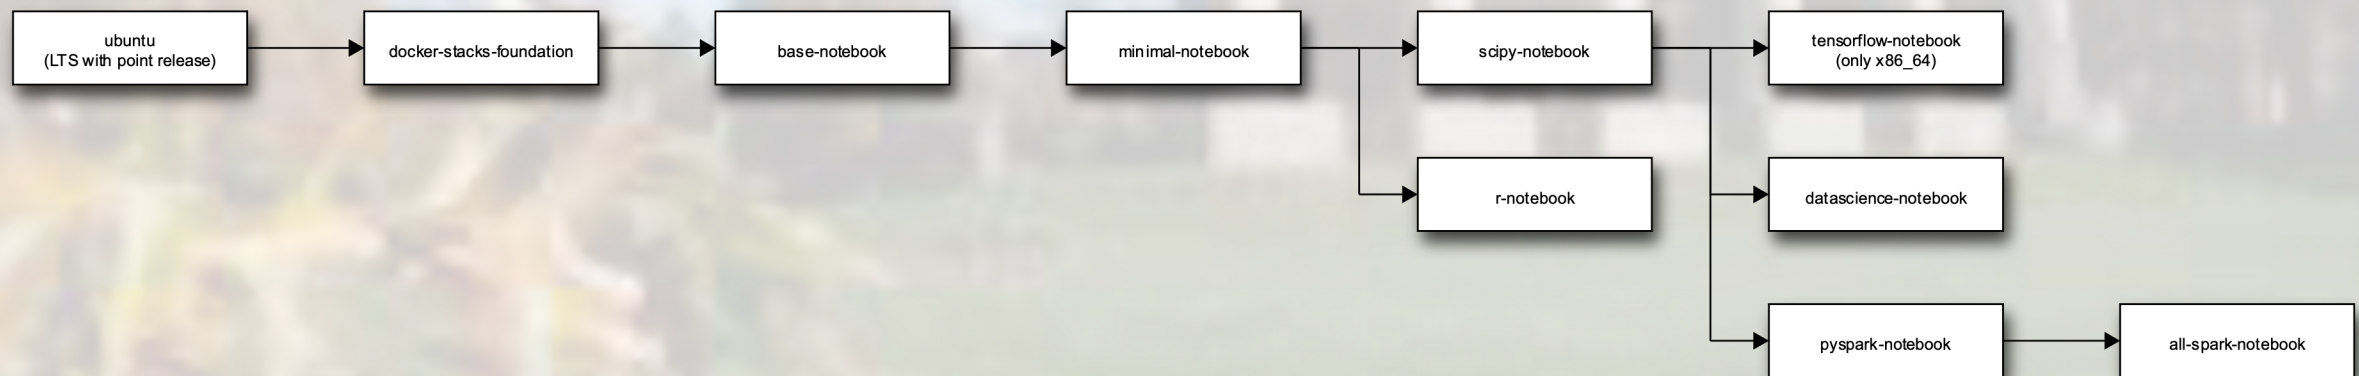 ubuntu
(LTS with point release)
docker-stacks-foundation
base-notebook
minimal-notebook
scipy-notebook
tensorflow-notebook
(only x86_64)
r-notebook
datascience-notebook
pyspark-notebook
all-spark-notebook